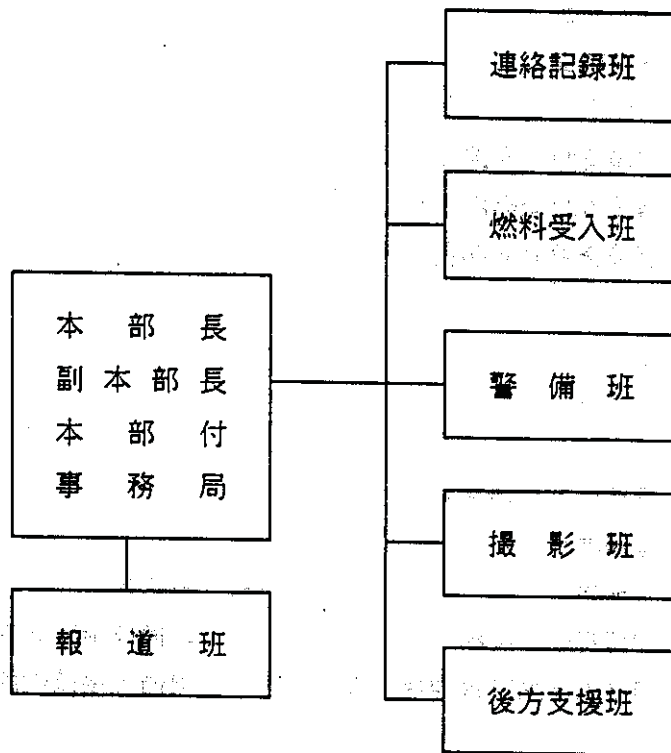 本部長
副本部長
本部付
事務局
報道班
連絡記録班
燃料受入班
警備班
撮影班
後方支援班